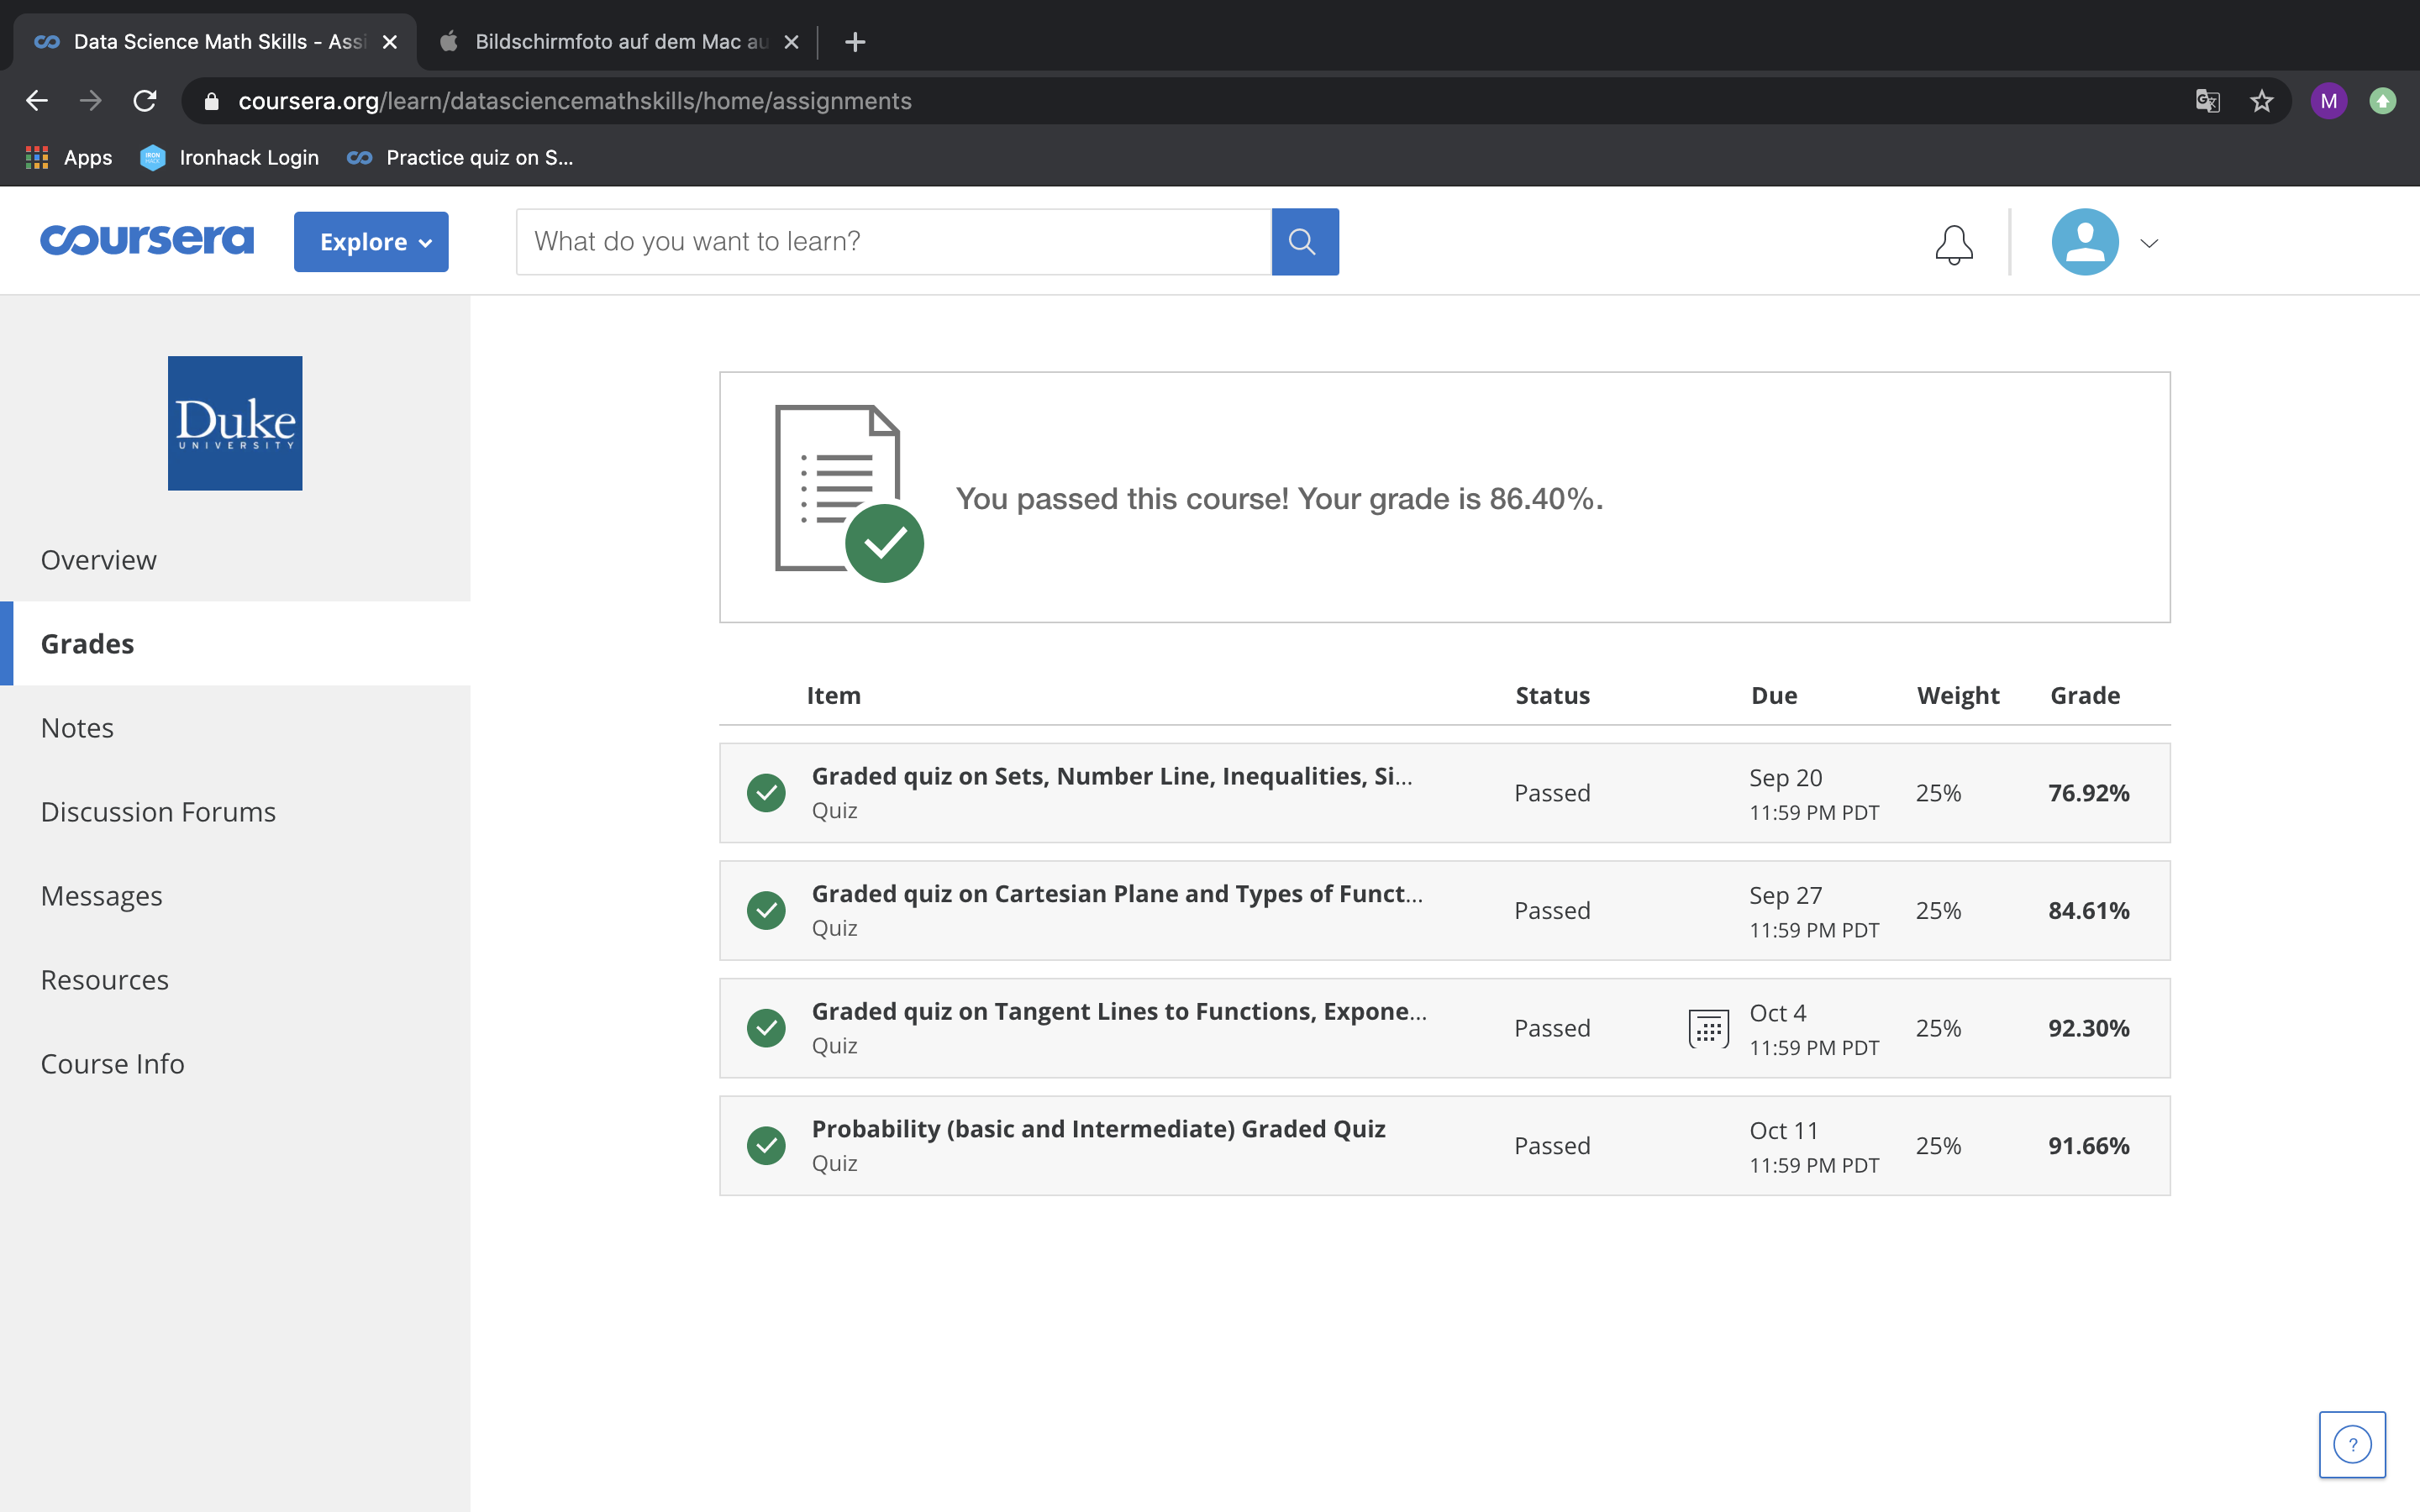 Data Science Math Skills - Assi
Bildschirmfoto auf dem Mac au
coursera.org/learn/datasciencemathskills/home/assignments
M
Apps
Ironhack Login
Practice quiz on S...
coursera
Explore
What do you want to learn?
Duke
UNIVERSITY
Overview
Grades
Notes
Discussion Forums
Messages
Resources
Course Info
You passed this course! Your grade is 86.40%.
Item Status Due Weight Grade
Graded quiz on Sets, Number Line, Inequalities, Si...
Quiz
Passed
Sep 20
11:59 PM PDT
25%
76.92%
Graded quiz on Cartesian Plane and Types of Funct...
Quiz
Passed
Sep 27
11:59 PM PDT
25%
84.61%
Graded quiz on Tangent Lines to Functions, Expone...
Quiz
Passed
Oct 4
11:59 PM PDT
25%
92.30%
Probability (basic and Intermediate) Graded Quiz
Quiz
Passed
Oct 11
11:59 PM PDT
25%
91.66%
?